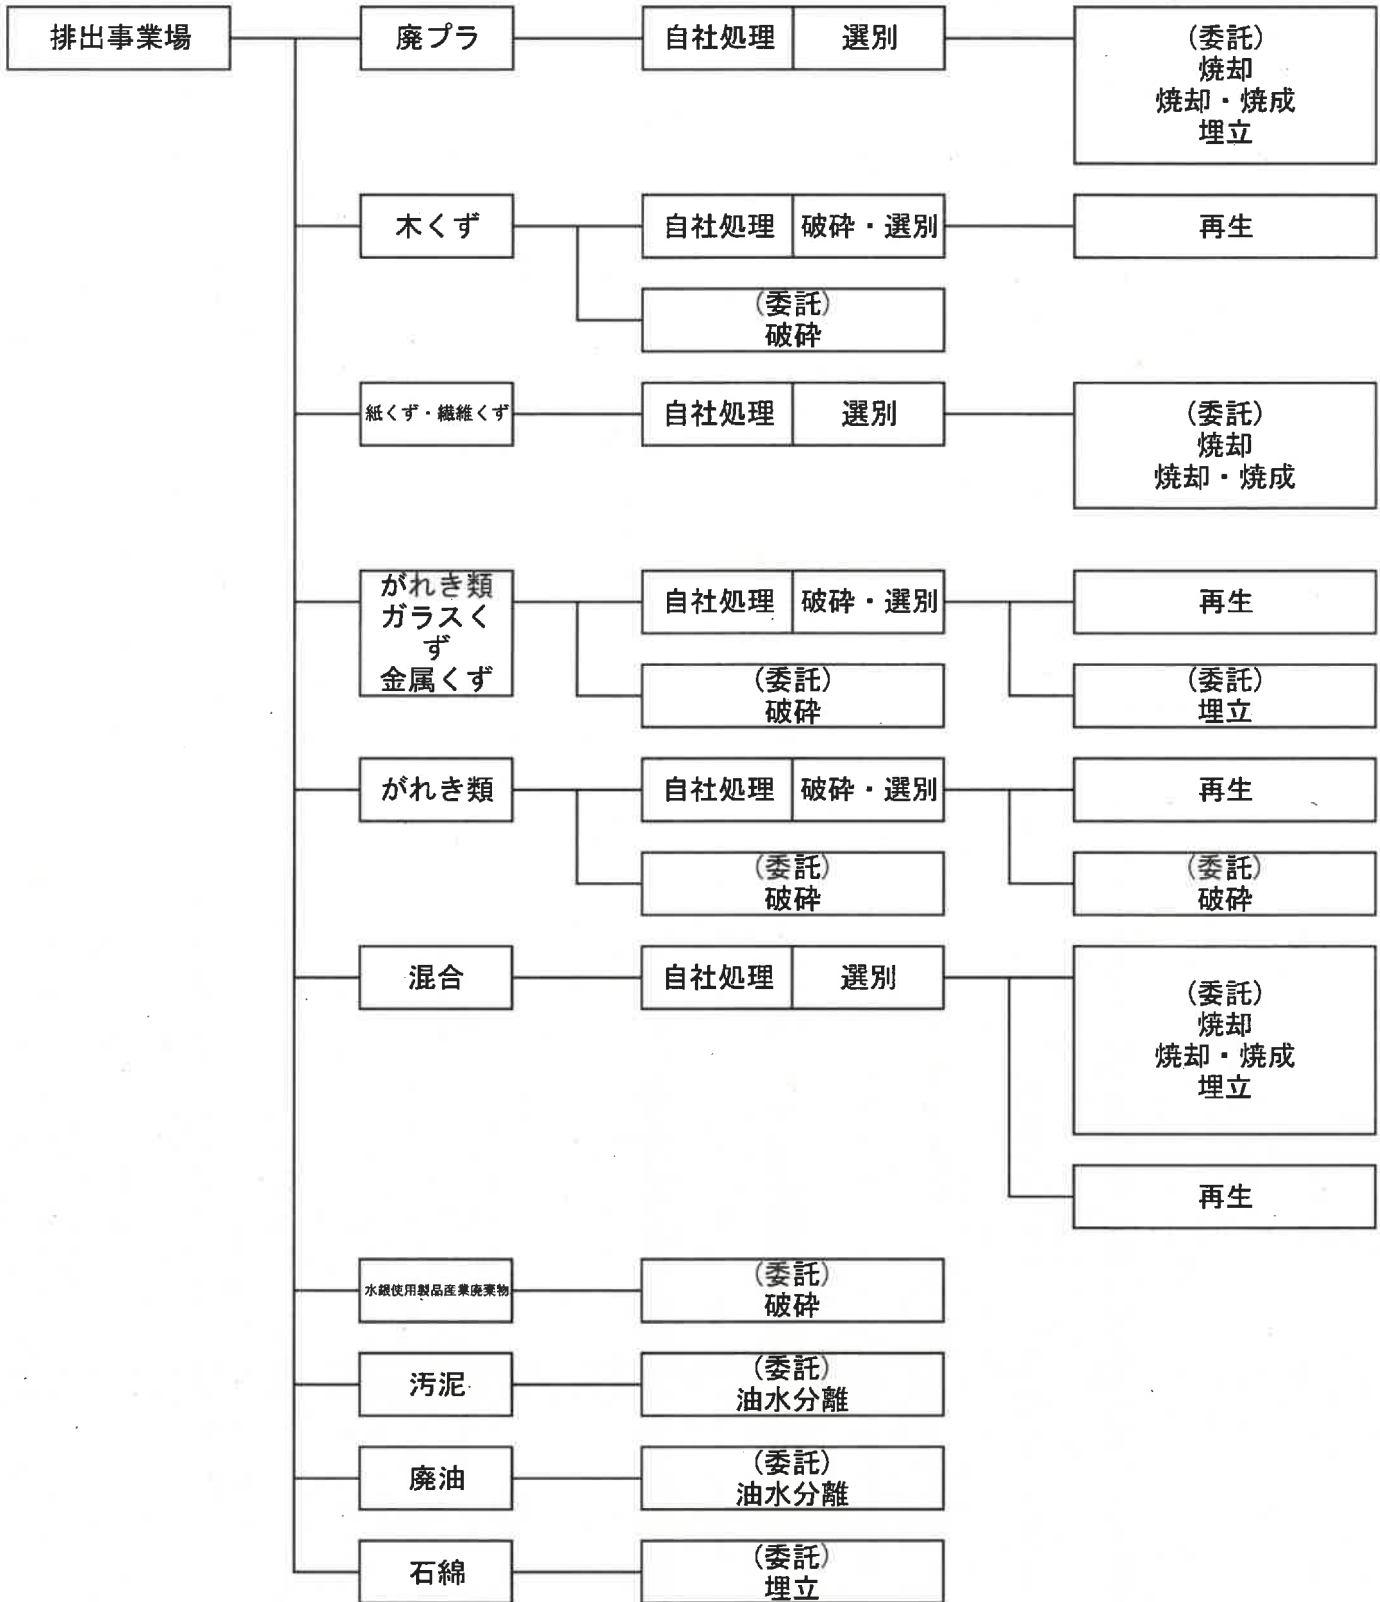 排出事業場
廃プラ
自社処理
選別
(委託)
焼却
焼却・焼成
埋立
木くず
自社処理
破砕・選別
再生
(委託)
破砕
紙くず・繊維くず
自社処理
選別
(委託)
焼却
焼却・焼成
がれき類
ガラスく
ず
金属くず
自社処理
破砕・選別
再生
(委託)
破砕
(委託)
埋立
がれき類
自社処理
破砕・選別
再生
(委託)
破砕
(委託)
破砕
混合
自社処理
選別
(委託)
焼却
焼却・焼成
埋立
再生
水銀使用製品産業廃棄物
(委託)
破砕
汚泥
(委託)
油水分離
廃油
(委託)
油水分離
石綿
(委託)
埋立